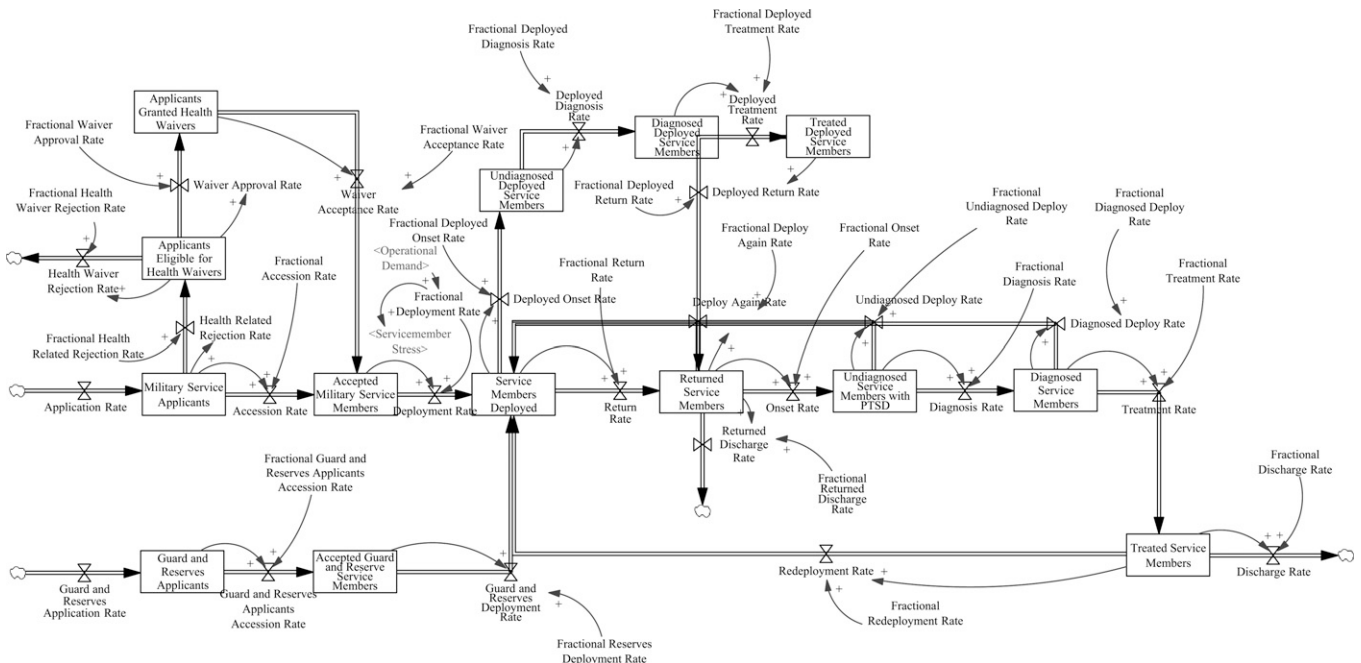 Fractional Deployed
Diagnosis Rate
Fractional Deployed
Treatment Rate
Applicants
Granted Health
Waivers
Fractional Waiver
Approval Rate
Fractional Waiver
Acceptance Rate
Deployed
Diagnosis
Rate
Diagnosed
Deployed Service
Members
Deployed
Treatment
Rate
Treated
Deployed Service
Members
Fractional Health
Waiver Rejection Rate
Waiver Approval Rate
Waiver
Acceptance Rate
Undiagnosed
Deployed Service
Members
Fractional Deployed
Return Rate
Deployed Return Rate
Applicants
Eligible for
Health Waivers
Health Waiver
Rejection Rate
Fractional Deployed
Onset Rate
<Operational
Demand>
Fractional
Deployment Rate
<Servicemember
Stress>
Deployed Onset Rate
Fractional Return
Rate
Fractional Deploy
Again Rate
Deploy Again Rate
Fractional Onset
Rate
Fractional
Undiagnosed Deploy
Rate
Undiagnosed Deploy Rate
Fractional
Diagnosed Deploy
Rate
Fractional
Diagnosis Rate
Fractional
Treatment Rate
Diagnosed Deploy Rate
Fractional
Accession Rate
Health Related
Rejection Rate
Fractional Health
Related Rejection Rate
Application Rate
Military Service
Applicants
Accession Rate
Accepted
Military Service
Members
Deployment Rate
Service
Members
Deployed
Return
Rate
Returned
Service
Members
Onset Rate
Undiagnosed
Service
Members with PTSD
Diagnosis Rate
Diagnosed
Service
Members
Treatment Rate
Returned
Discharge
Rate
Fractional
Returned
Discharge
Rate
Fractional Guard and
Reserves Applicants
Accession Rate
Fractional
Discharge Rate
Guard and
Reserves
Application Rate
Guard and
Reserves
Applicants
Guard and Reserves
Applicants
Accession Rate
Accepted Guard
and Reserve
Service
Members
Guard and
Reserves
Deployment
Rate
Fractional Reserves
Deployment Rate
Redeployment Rate
Fractional
Redeployment Rate
Treated Service
Members
Discharge Rate